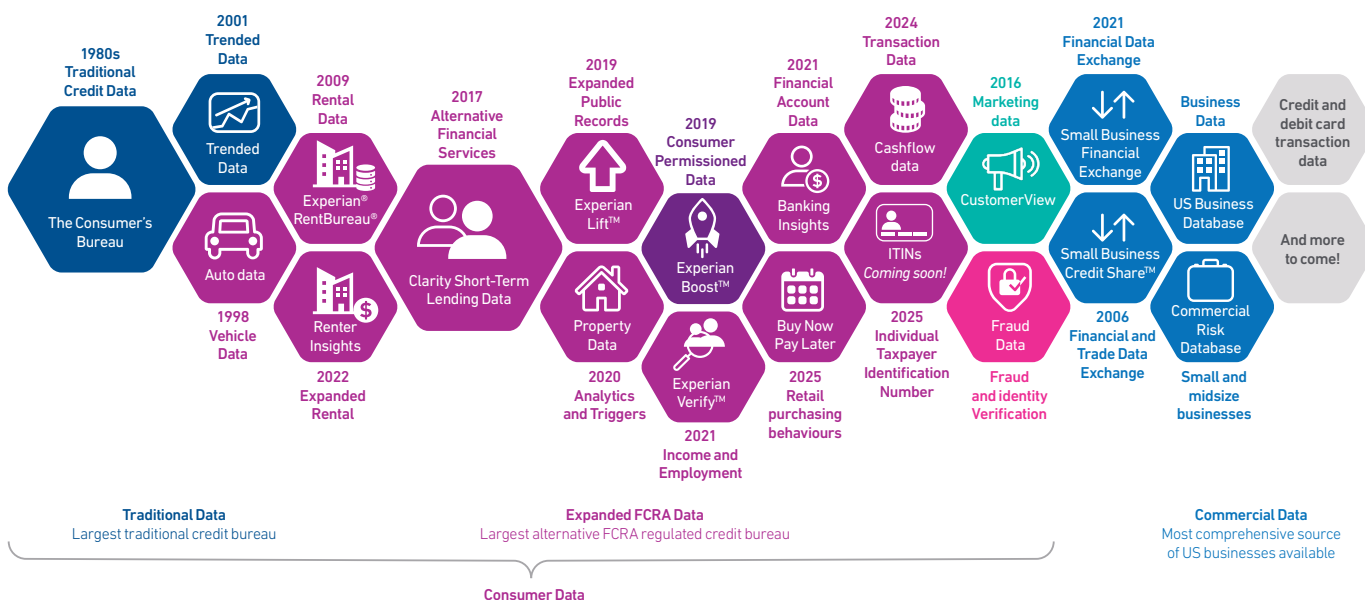 1980s
Traditional
Credit Data
The Consumer's
Bureau
2001
Trended
Data
Trended
Data
Auto data
1998
Vehicle
Data
2009
Rental
Data
Experian®
RentBureau®
Renter
Insights
2022
Expanded
Rental
2017
Alternative
Financial
Services
Clarity Short-Term
Lending Data
2019
Expanded
Public
Records
Experian
Lift™
Property
Data
2020
Analytics
and Triggers
2019
Consumer
Permissioned
Data
Experian
Boost™
Experian
Verify™
2021
Income and
Employment
2021
Financial
Account
Data
Banking
Insights
Buy Now
Pay Later
2025
Retail
purchasing
behaviours
2024
Transaction
Data
Cashflow
data
ITINs
Coming soon!
2025
Individual
Taxpayer
Identification
Number
2016
Marketing
data
CustomerView
Fraud
Data
Fraud
and identity
Verification
2021
Financial Data
Exchange
Small Business
Financial
Exchange
Small Business
Credit Share™
2006
Financial and
Trade Data
Exchange
Business
Data
US Business
Database
Commercial
Risk
Database
Small and
midsize
businesses
Credit and
debit card
transaction
data
And more
to come!
Traditional Data
Largest traditional credit bureau
Expanded FCRA Data
Largest alternative FCRA regulated credit bureau
Commercial Data
Most comprehensive source
of US businesses available
Consumer Data